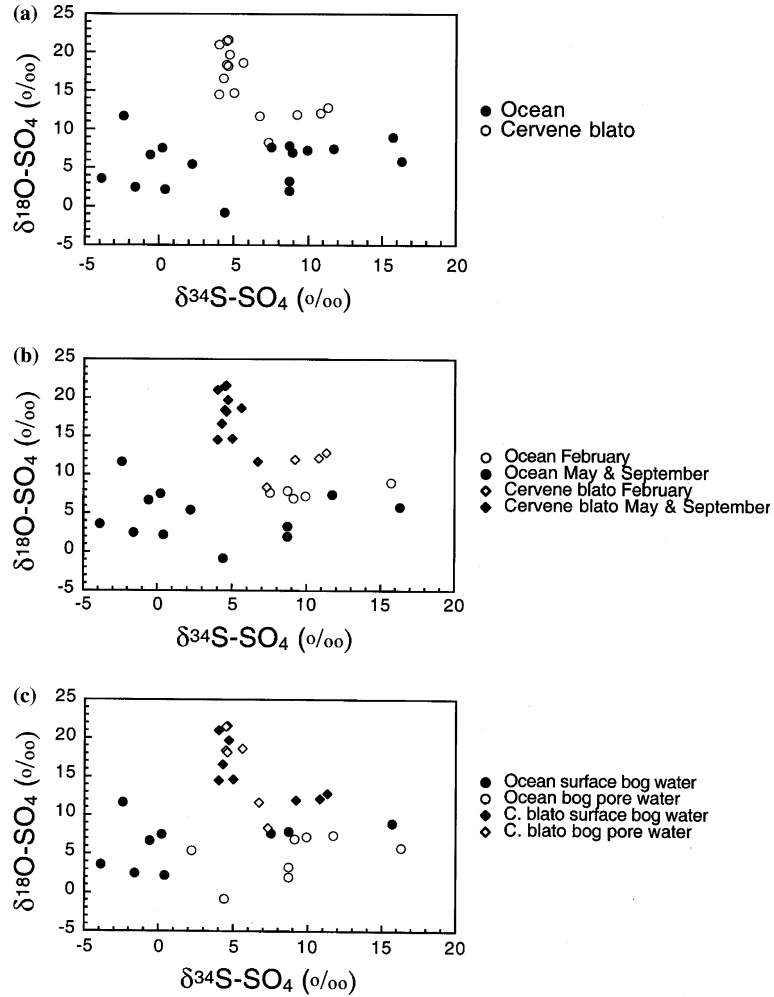 (a)
25
20
15
10
5
0
-5
δ18O-SO4 (o/oo)
-5 0 5 10 15 20
δ34S-SO4 (o/oo)
Ocean
Cervene blato
(b)
25
20
15
10
5
0
-5
δ18O-SO4 (o/oo)
-5 0 5 10 15 20
δ34S-SO4 (o/oo)
Ocean February
Ocean May & September
Cervene blato February
Cervene blato May & September
(c)
25
20
15
10
5
0
-5
δ18O-SO4 (o/oo)
-5 0 5 10 15 20
δ34S-SO4 (o/oo)
Ocean surface bog water
Ocean bog pore water
C. blato surface bog water
C. blato bog pore water